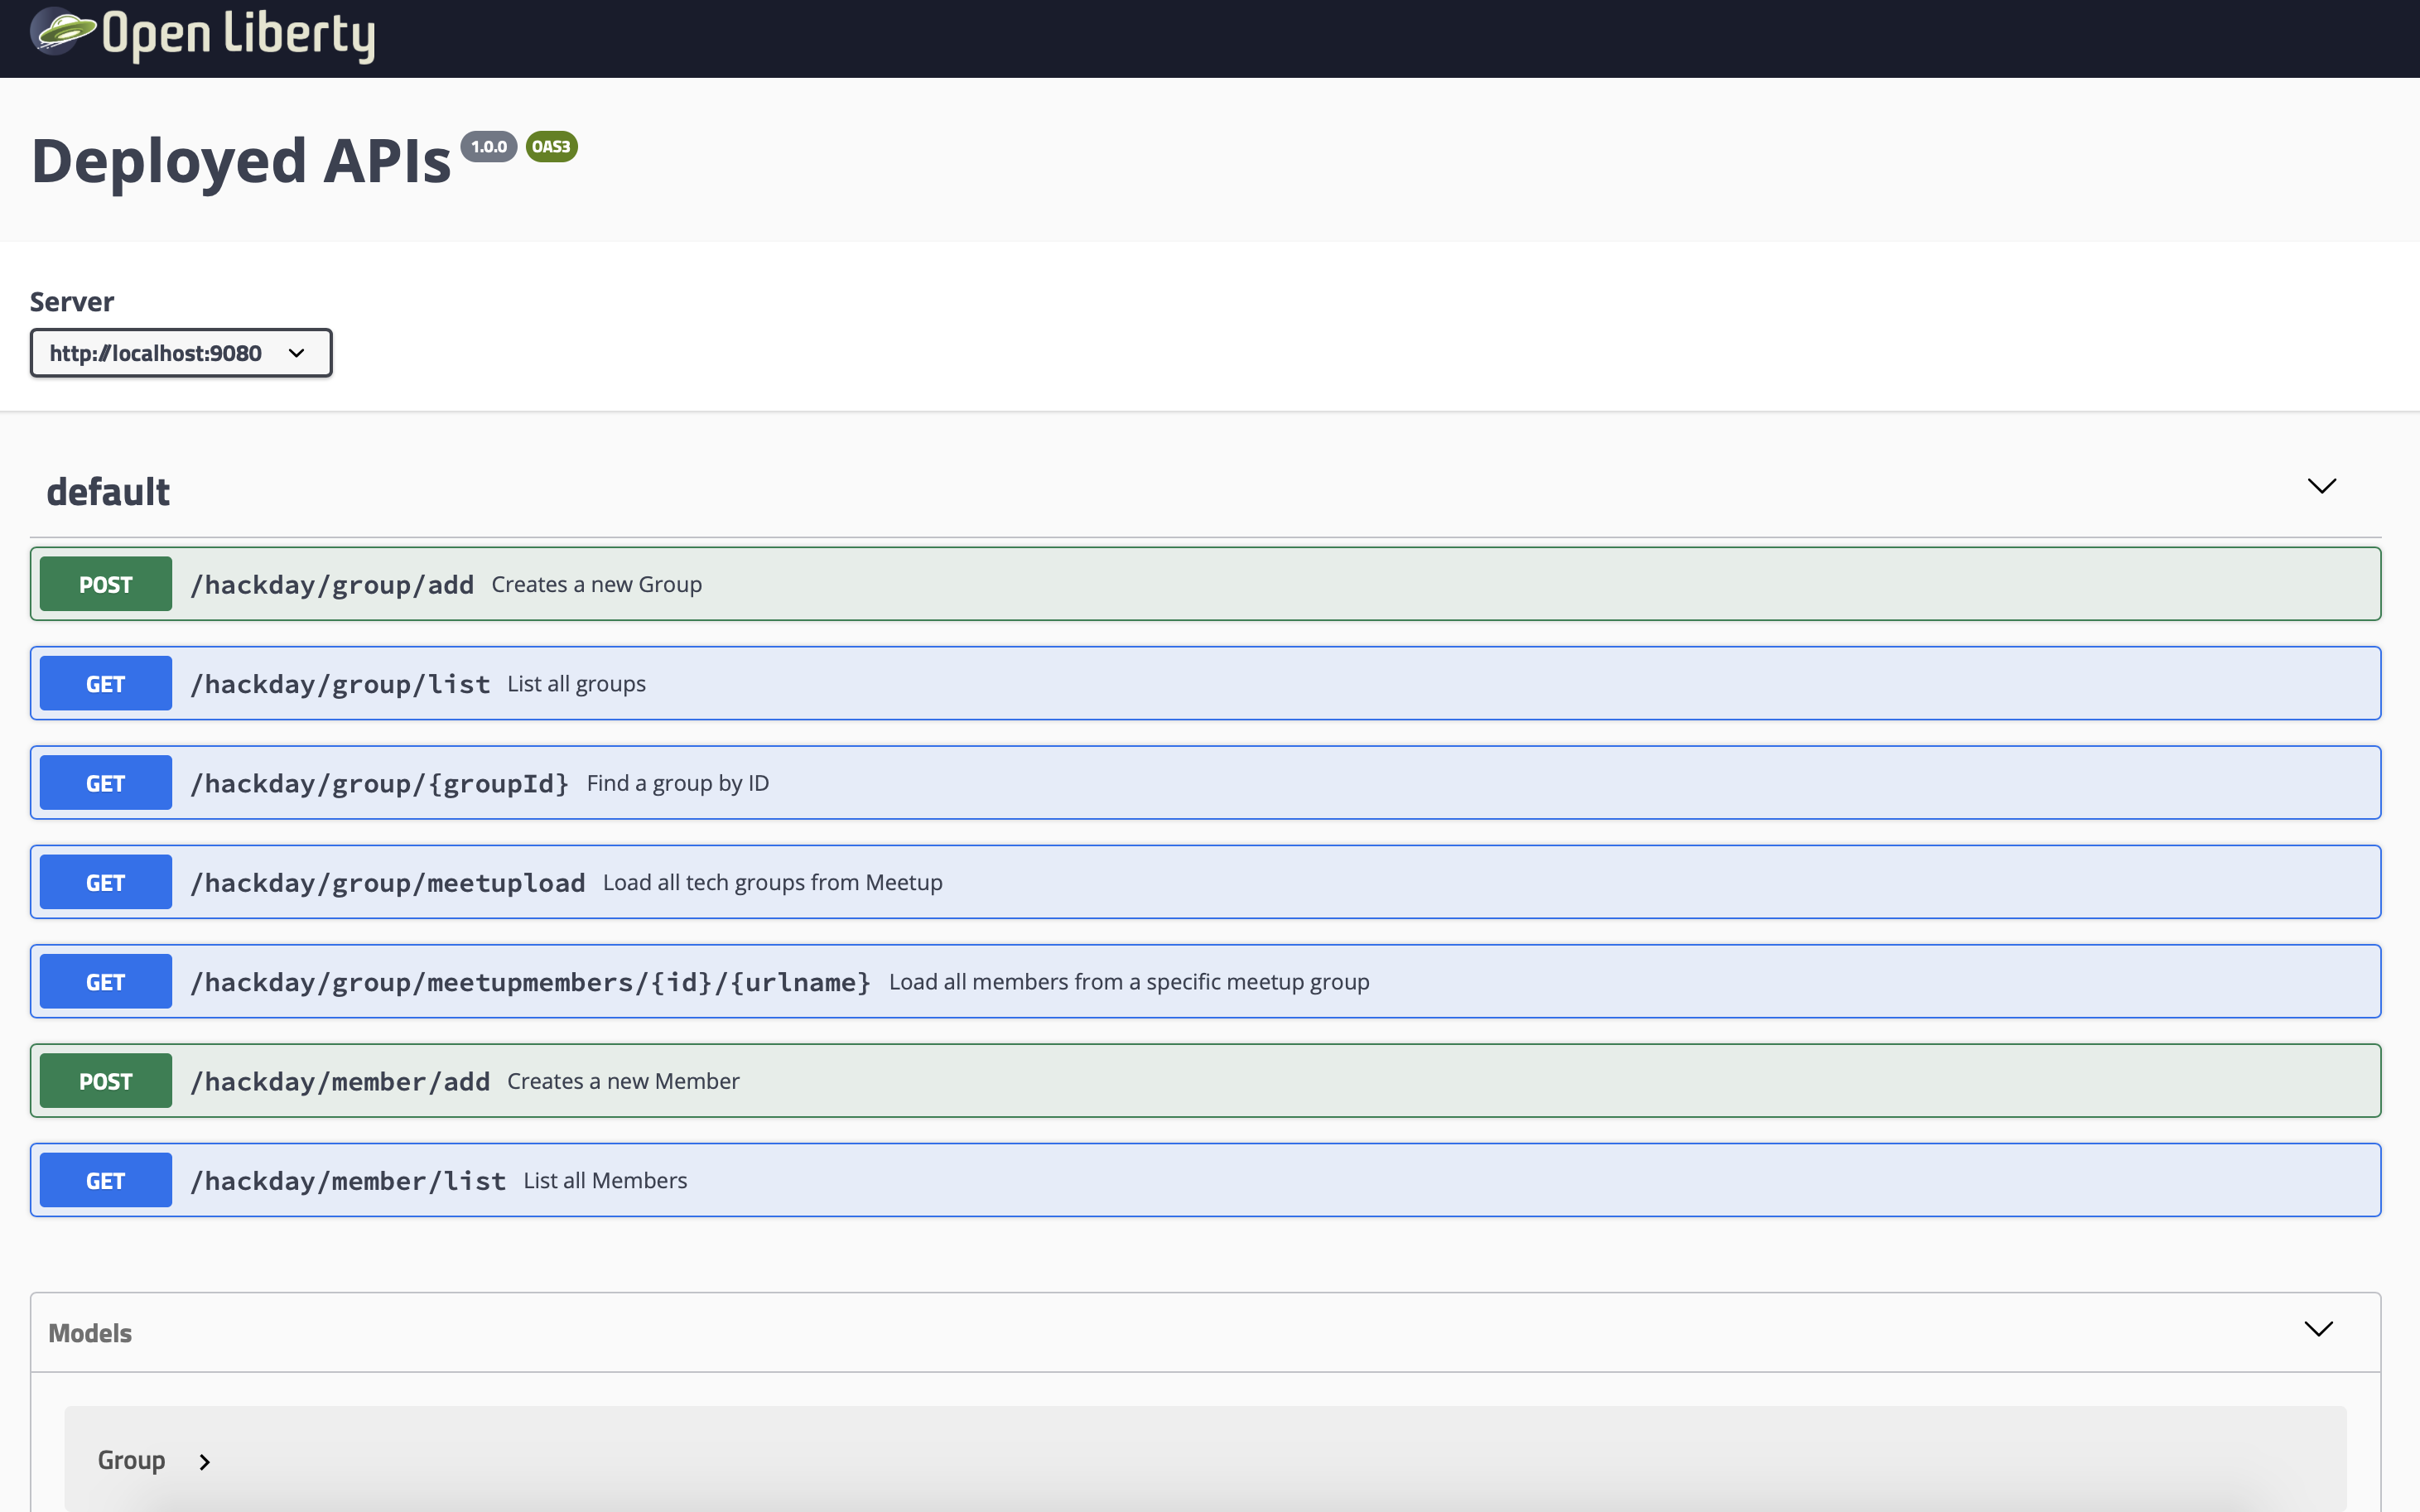 Open Liberty
Deployed APIs 1.0.0 OAS3
Server
http://localhost:9080
default
POST /hackday/group/add Creates a new Group
GET /hackday/group/list List all groups
GET /hackday/group/{groupId} Find a group by ID
GET /hackday/group/meetupload Load all tech groups from Meetup
GET /hackday/group/meetupmembers/{id}/{urlname} Load all members from a specific meetup group
POST /hackday/member/add Creates a new Member
GET /hackday/member/list List all Members
Models
Group